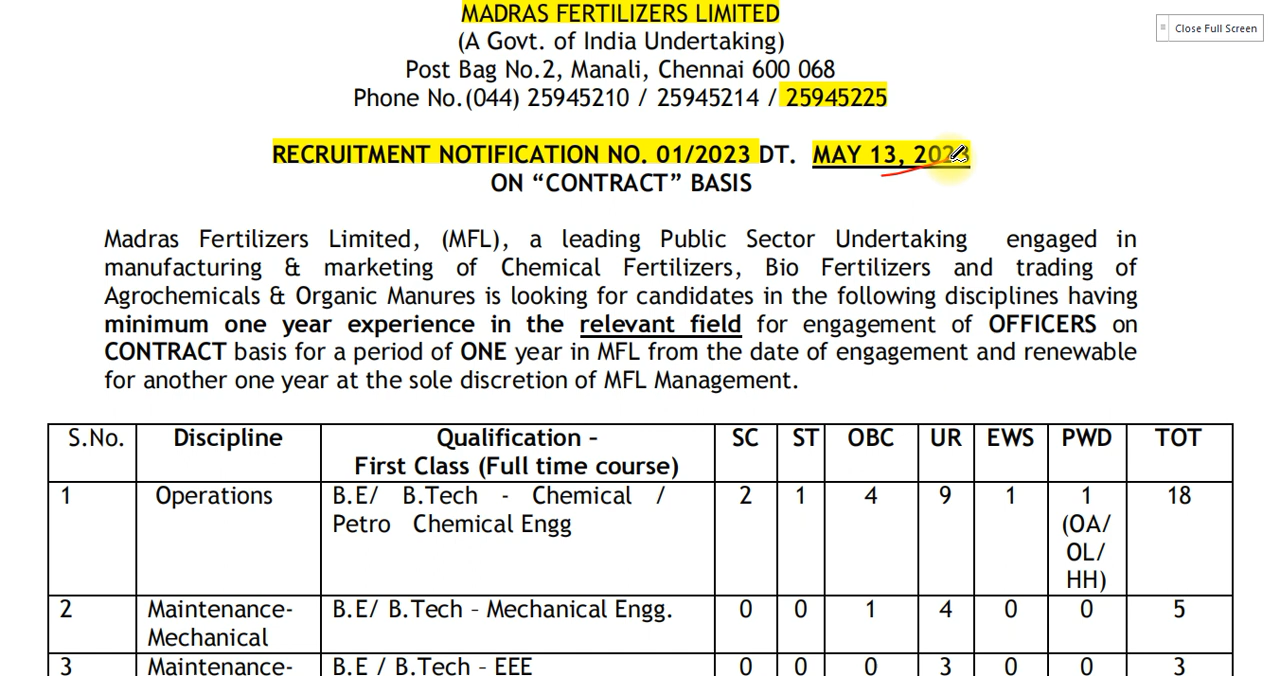 MADRAS FERTILIZERS LIMITED
(A Govt. of India Undertaking)
Post Bag No.2, Manali, Chennai 600 068
Phone No.(044) 25945210 / 25945214 / 25945225
Close Full Screen
RECRUITMENT NOTIFICATION NO. 01/2023 DT. MAY 13, 2023
ON “CONTRACT” BASIS
Madras Fertilizers Limited, (MFL), a leading Public Sector Undertaking engaged in
manufacturing & marketing of Chemical Fertilizers, Bio Fertilizers and trading of
Agrochemicals & Organic Manures is looking for candidates in the following disciplines having
minimum one year experience in the relevant field for engagement of OFFICERS on
CONTRACT basis for a period of ONE year in MFL from the date of engagement and renewable
for another one year at the sole discretion of MFL Management.
S.No. Discipline Qualification – SC ST OBC UR EWS PWD TOT
First Class (Full time course)
1 Operations B.E/ B.Tech - Chemical / 2 1 4 9 1 1 18
Petro Chemical Engg (OA/
OL/
HH)
2 Maintenance- B.E/ B.Tech – Mechanical Engg. 0 0 1 4 0 0 5
Mechanical
3 Maintenance- B.E / B.Tech – EEE 0 0 0 3 0 0 3